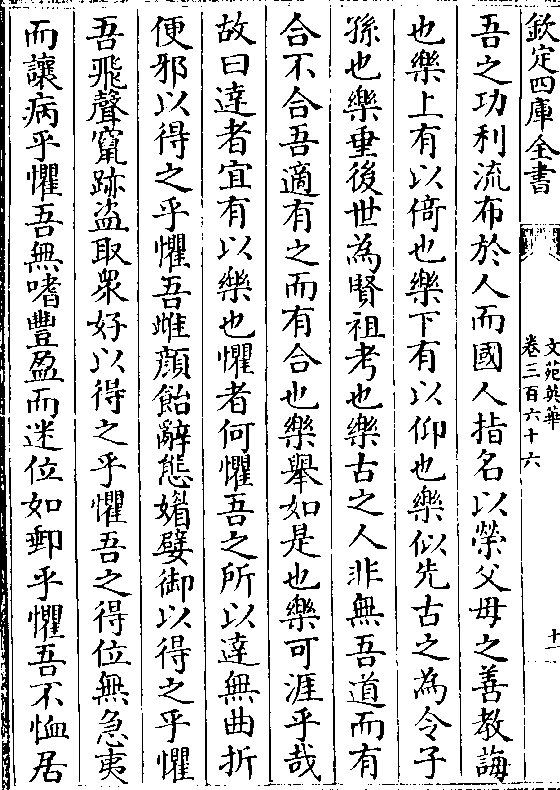 欽定四庫全書
文苑英華
卷三百六十六
十一
吾之功利流布於人而國人指名以榮父母之善教誨
也樂上有以倚也樂下有以仰也樂似先古之為令子
孫也樂垂後世為賢祖考也樂古之人非無吾道而有
合不合吾適有之而有合也樂舉如是也樂可涯乎哉
故曰達者宜有以樂也懼者何懼吾之所以達無曲折
便邪以得之乎懼吾雌顔飴辭態媚嬖御以得之乎懼
吾飛聲竄跡盜取衆好以得之乎懼吾之得位無急夷
而讓病乎懼吾無嗜豐盈而迷位如郵乎懼吾不恤居